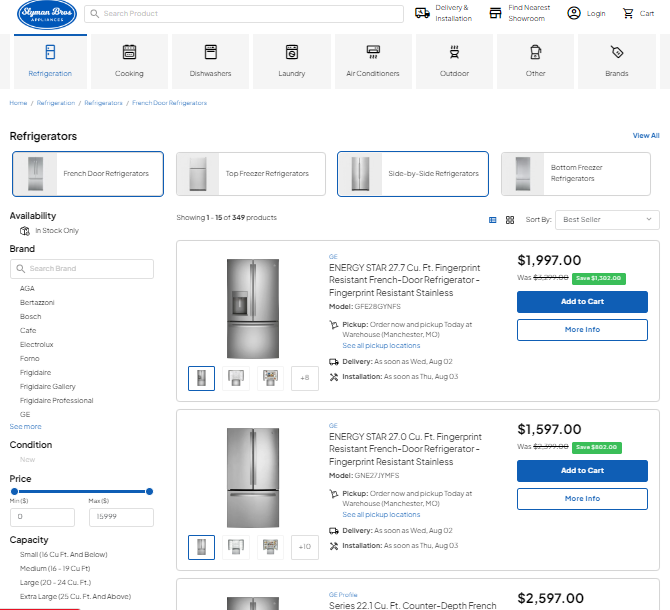 Slyman Bros
APPLIANCES
Search Product
Delivery &
Installation
Find Nearest
Showroom
Login
Cart
Refrigeration
Cooking
Dishwashers
Laundry
Air Conditioners
Outdoor
Other
Brands
Home / Refrigeration / Refrigerators / French Door Refrigerators
Refrigerators
View All
French Door Refrigerators
Top Freezer Refrigerators
Side-by-Side Refrigerators
Bottom Freezer
Refrigerators
Availability
In Stock Only
Brand
Search Brand
AGA
Bertazzoni
Bosch
Cafe
Electrolux
Forno
Frigidaire
Frigidaire Gallery
Frigidaire Professional
GE
See more
Condition
New
Price
Min ($)
Max ($)
0
15999
Capacity
Small (16 Cu Ft. And Below)
Medium (16 - 19 Cu Ft)
Large (20 - 24 Cu. Ft.)
Extra Large (25 Cu. Ft. And Above)
Showing 1 - 15 of 349 products
Sort By:
Best Seller
GE
ENERGY STAR 27.7 Cu. Ft. Fingerprint
Resistant French-Door Refrigerator -
Fingerprint Resistant Stainless
Model: GFE28GYNFS
Pickup: Order now and pickup Today at
Warehouse (Manchester, MO)
See all pickup locations
Delivery: As soon as Wed, Aug 02
Installation: As soon as Thu, Aug 03
+8
$1,997.00
Was $3,299.00 Save $1,302.00
Add to Cart
More Info
GE
ENERGY STAR 27.0 Cu. Ft. Fingerprint
Resistant French-Door Refrigerator -
Fingerprint Resistant Stainless
Model: GNE27JYMFS
Pickup: Order now and pickup Today at
Warehouse (Manchester, MO)
See all pickup locations
Delivery: As soon as Wed, Aug 02
Installation: As soon as Thu, Aug 03
+10
$1,597.00
Was $2,399.00 Save $802.00
Add to Cart
More Info
GE Profile
Series 22.1 Cu. Ft. Counter-Depth French
$2,597.00